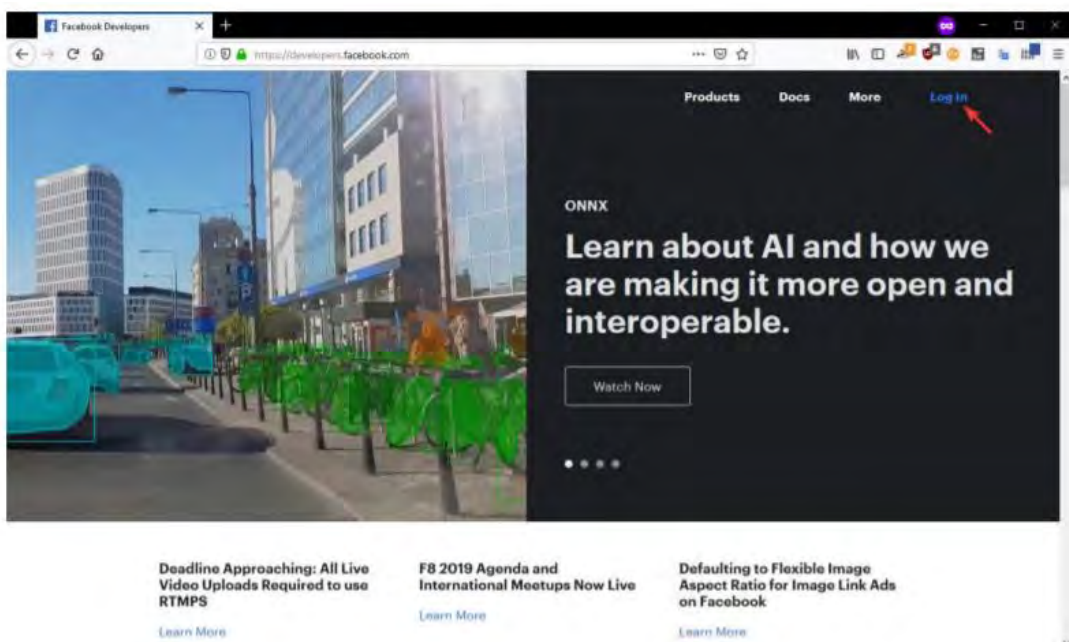 Facebook Developers
https://developers.facebook.com
Products Docs More Log In
ONNX
Learn about AI and how we
are making it more open and
interoperable.
Watch Now
Deadline Approaching: All Live
Video Uploads Required to use
RTMPS
Learn More
F8 2019 Agenda and
International Meetups Now Live
Learn More
Defaulting to Flexible Image
Aspect Ratio for Image Link Ads
on Facebook
Learn More